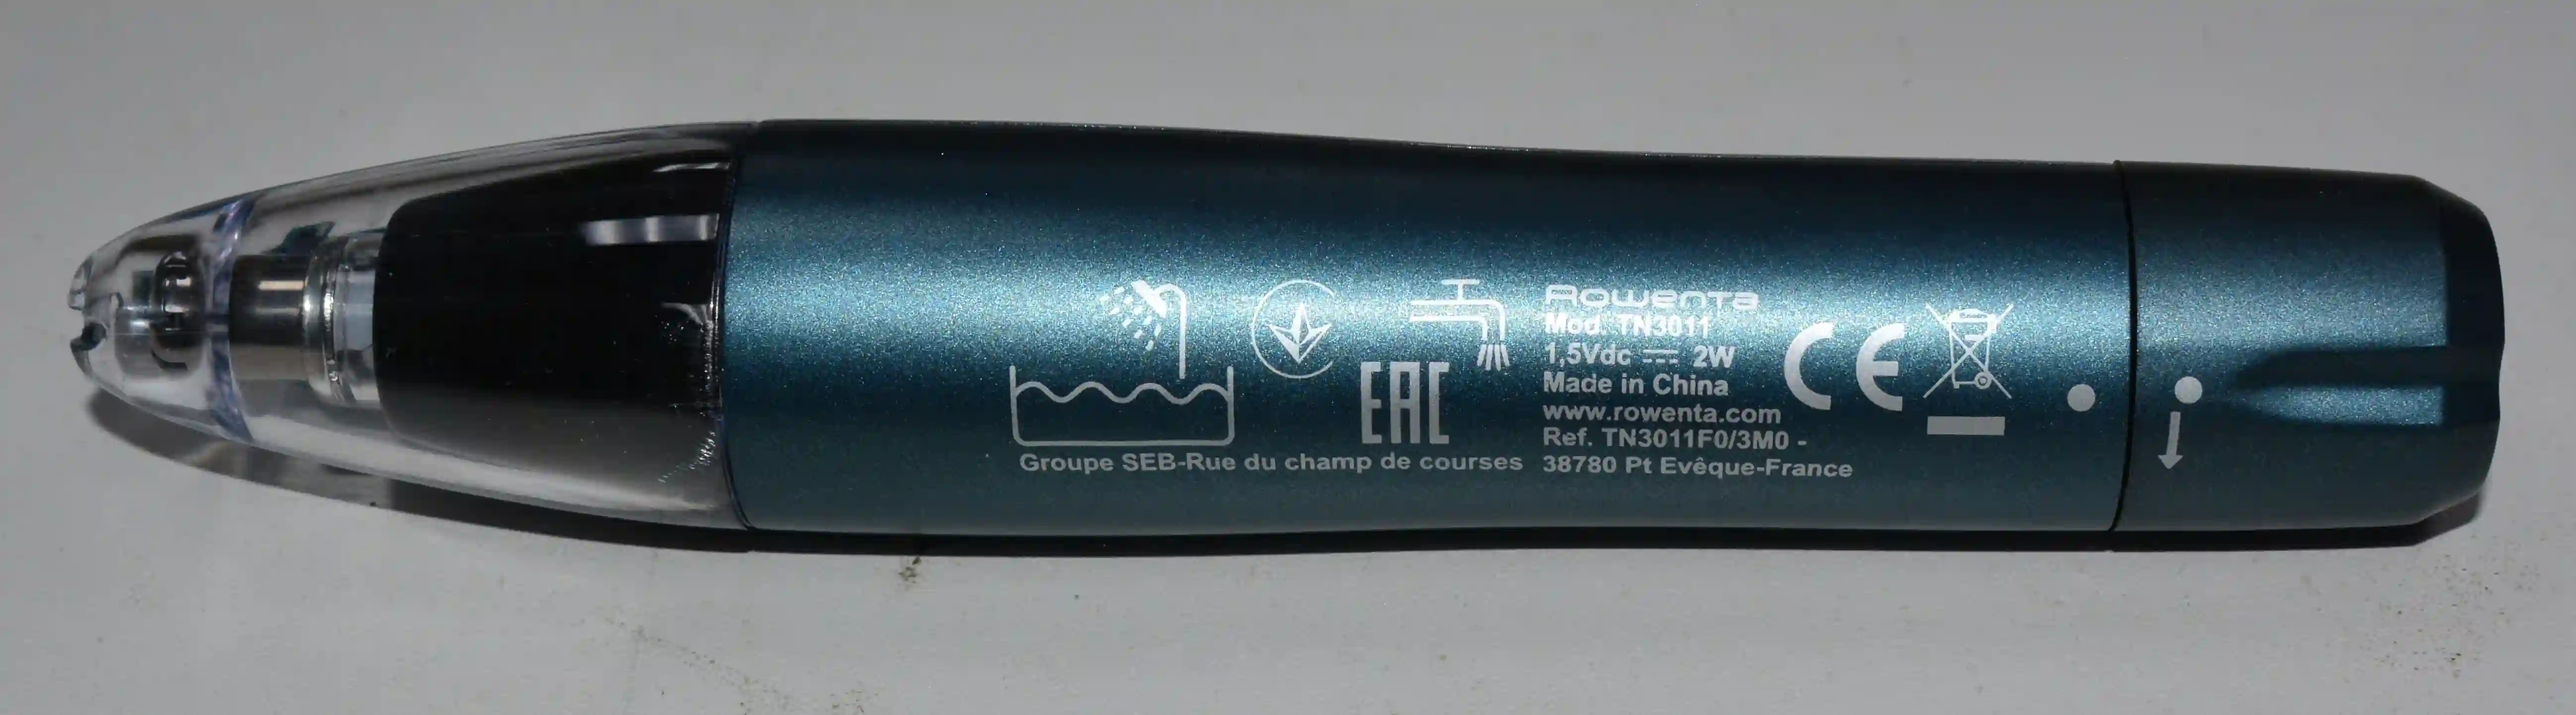 Rowenta
Mod. TN3011
1,5Vdc ⎓ 2W
Made in China
www.rowenta.com
Ref. TN3011F0/3M0 -
Groupe SEB-Rue du champ de courses 38780 Pt Evêque-France
EAC
CE